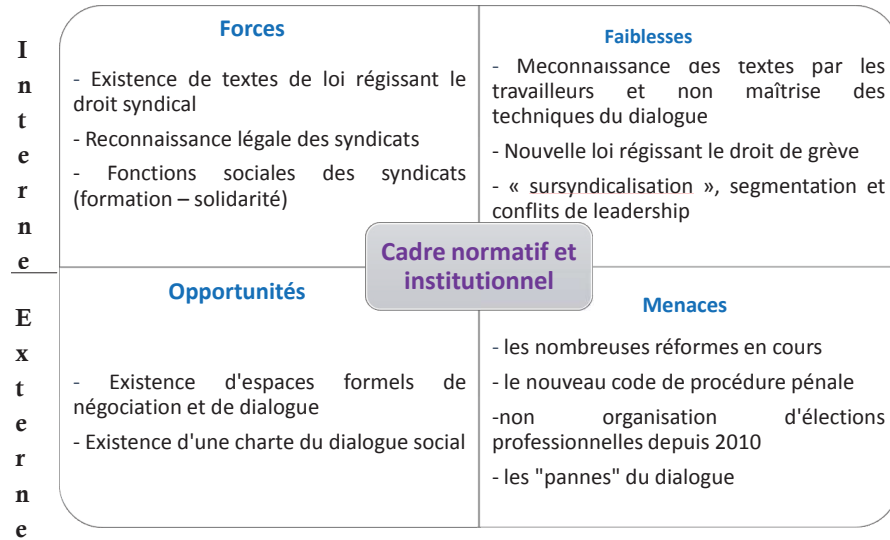 Interne
Forces
- Existence de textes de loi régissant le
droit syndical
- Reconnaissance légale des syndicats
- Fonctions sociales des syndicats
(formation – solidarité)
Faiblesses
- Meconnaissance des textes par les
travailleurs et non maîtrise des
techniques du dialogue
- Nouvelle loi régissant le droit de grève
- « sursyndicalisation », segmentation et
conflits de leadership
Cadre normatif et
institutionnel
Externe
Opportunités
- Existence d'espaces formels de
négociation et de dialogue
- Existence d'une charte du dialogue social
Menaces
- les nombreuses réformes en cours
- le nouveau code de procédure pénale
-non organisation d'élections
professionnelles depuis 2010
- les "pannes" du dialogue